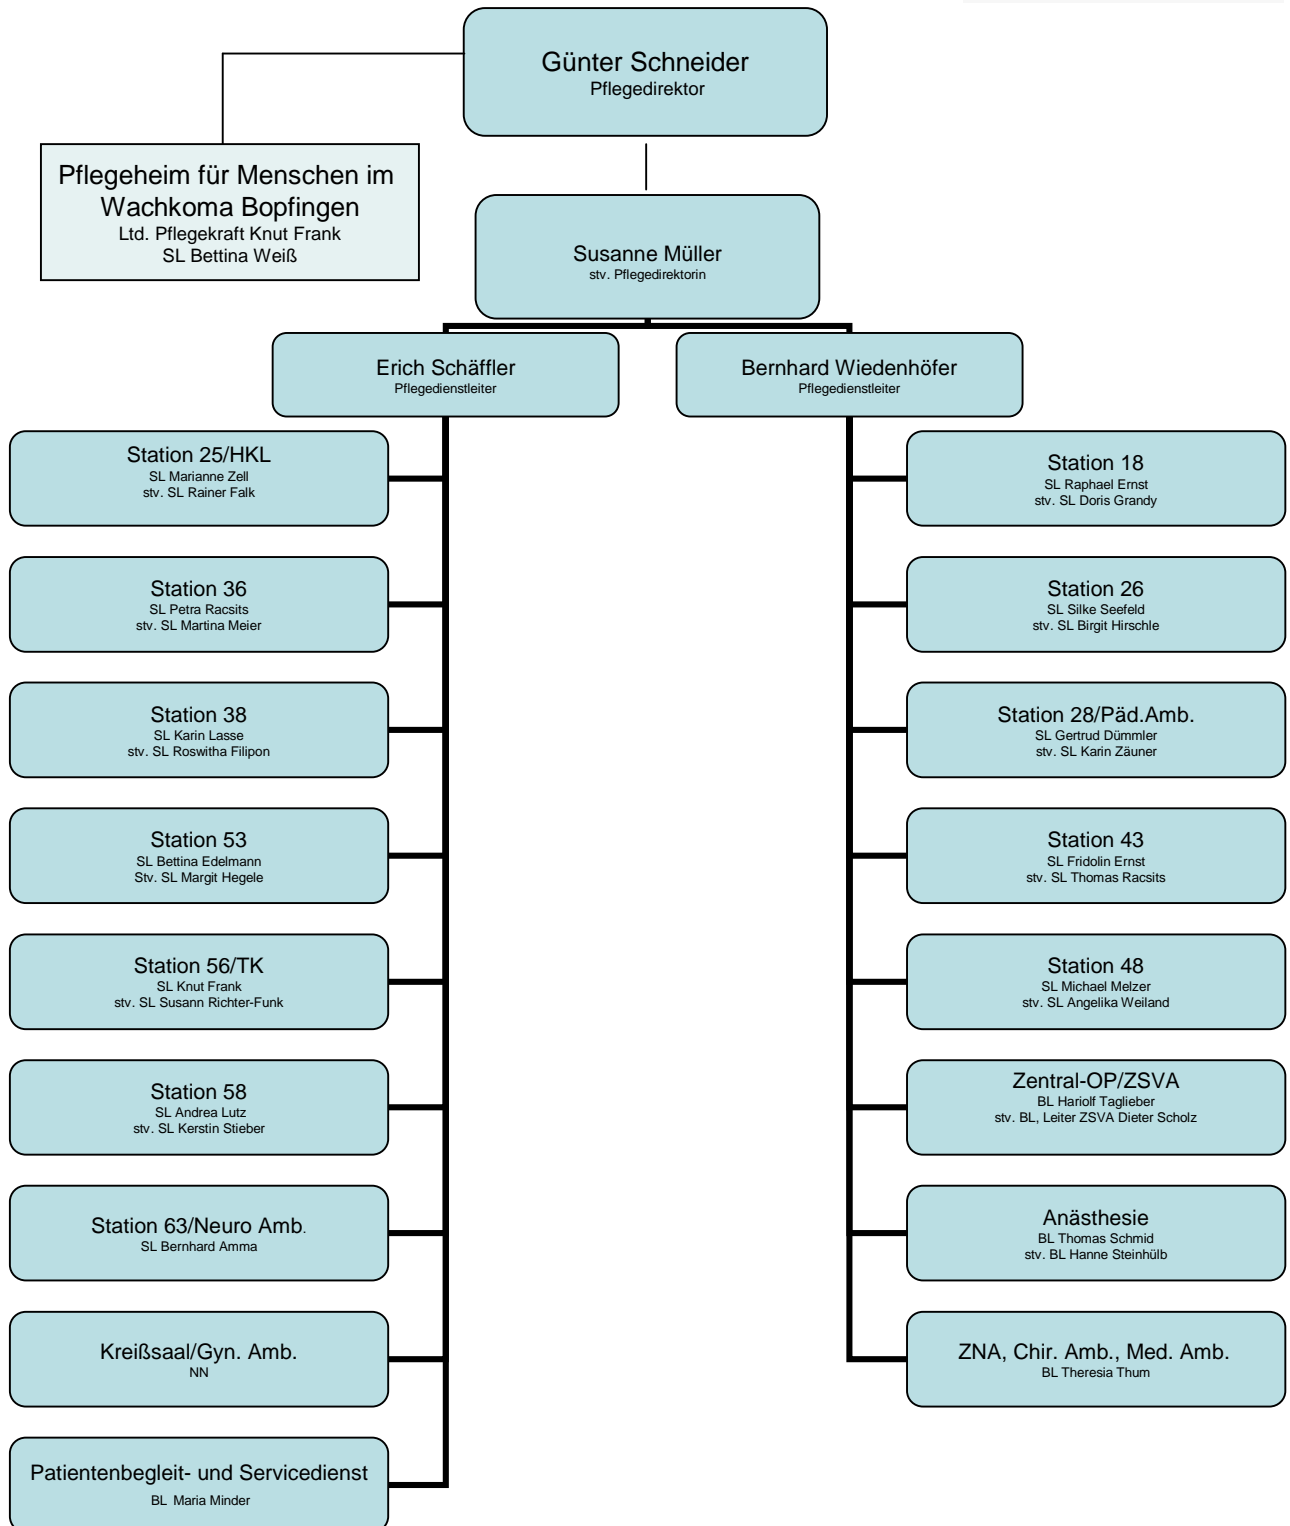 Günter Schneider
Pflegedirektor
Pflegeheim für Menschen im
Wachkoma Bopfingen
Ltd. Pflegekraft Knut Frank
SL Bettina Weiß
Susanne Müller
stv. Pflegedirektorin
Erich Schäffler
Pflegedienstleiter
Bernhard Wiedenhöfer
Pflegedienstleiter
Station 25/HKL
SL Marianne Zell
stv. SL Rainer Falk
Station 36
SL Petra Racsits
stv. SL Martina Meier
Station 38
SL Karin Lasse
stv. SL Roswitha Filipon
Station 53
SL Bettina Edelmann
Stv. SL Margit Hegele
Station 56/TK
SL Knut Frank
stv. SL Susann Richter-Funk
Station 58
SL Andrea Lutz
stv. SL Kerstin Stieber
Station 63/Neuro Amb.
SL Bernhard Amma
Kreißsaal/Gyn. Amb.
NN
Patientenbegleit- und Servicedienst
BL Maria Minder
Station 18
SL Raphael Ernst
stv. SL Doris Grandy
Station 26
SL Silke Seefeld
stv. SL Birgit Hirschle
Station 28/Päd.Amb.
SL Gertrud Dümmler
stv. SL Karin Zäuner
Station 43
SL Fridolin Ernst
stv. SL Thomas Racsits
Station 48
SL Michael Melzer
stv. SL Angelika Weiland
Zentral-OP/ZSVA
BL Hariolf Taglieber
stv. BL, Leiter ZSVA Dieter Scholz
Anästhesie
BL Thomas Schmid
stv. BL Hanne Steinhülb
ZNA, Chir. Amb., Med. Amb.
BL Theresia Thum